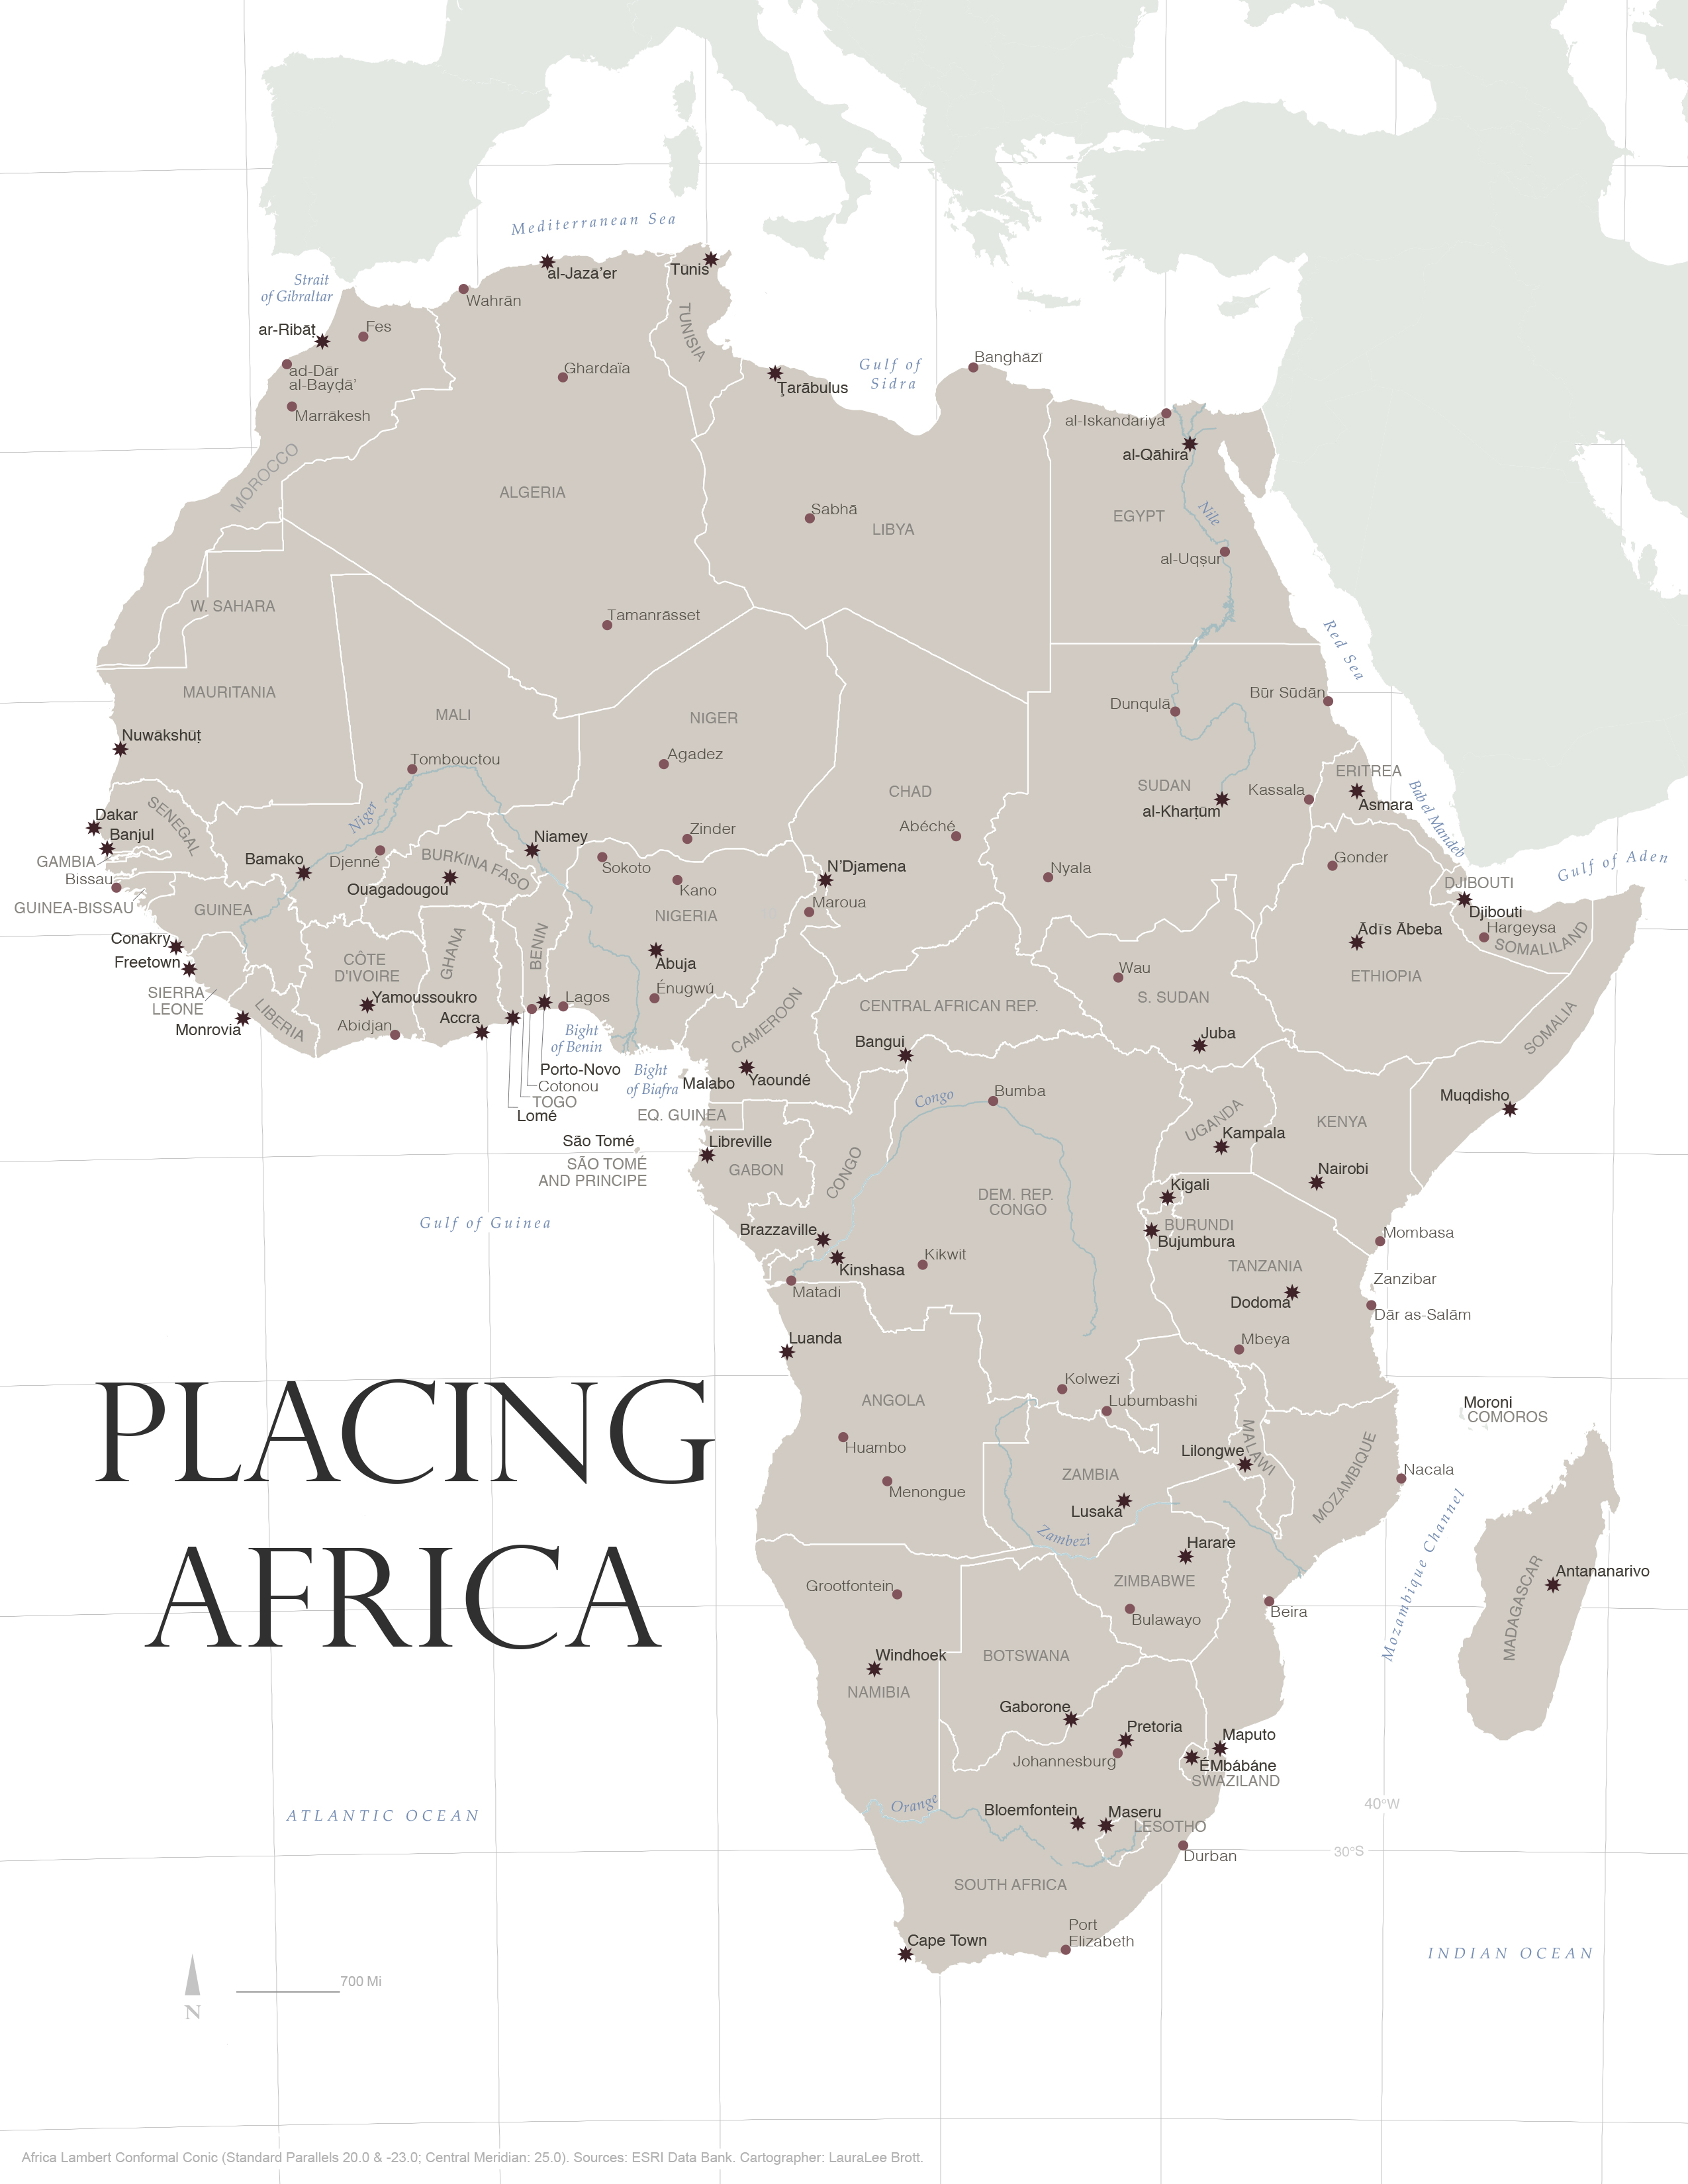 Mediterranean Sea
Strait
of Gibraltar
al-Jazā'er
Tūnis
Wahrān
TUNISIA
ar-Ribāṭ
Fes
ad-Dār
al-Bayḍā'
Marrākesh
Ghardaïa
Ţarābulus
Gulf of
Sidra
Banghāzī
al-Iskandariya
al-Qāhira
MOROCCO
ALGERIA
Sabhā
LIBYA
EGYPT
Nile
al-Uqṣur
W. SAHARA
Tamanrāsset
Red Sea
MAURITANIA
MALI
NIGER
Dunqulā
Būr Sūdān
Nuwākshūṭ
Tombouctou
Agadez
CHAD
SUDAN
Kassala
ERITREA
Asmara
Bab el Mandeb
al-Kharṭūm
Dakar
Banjul
SENEGAL
Niger
Niamey
Zinder
Abéché
GAMBIA
Bissau
GUINEA-BISSAU
Bamako
Djenné
BURKINA FASO
Ouagadougou
Sokoto
Kano
N'Djamena
Maroua
Nyala
Gonder
Gulf of Aden
DJIBOUTI
Djibouti
Hargeysa
SOMALILAND
GUINEA
NIGERIA
Conakry
Freetown
CÔTE
D'IVOIRE
GHANA
BENIN
Abuja
Ādīs Ābeba
ETHIOPIA
SIERRA
LEONE
Monrovia
LIBERIA
Yamoussoukro
Abidjan
Accra
Lagos
Énugwú
CAMEROON
CENTRAL AFRICAN REP.
Wau
S. SUDAN
SOMALIA
Bight
of Benin
Bight
of Biafra
Porto-Novo
Cotonou
TOGO
Lomé
Malabo
Yaoundé
Bangui
Juba
EQ. GUINEA
Congo
Bumba
UGANDA
Kampala
KENYA
Muqdisho
São Tomé
SÃO TOMÉ
AND PRINCIPE
Libreville
GABON
CONGO
DEM. REP.
CONGO
Kigali
Nairobi
Gulf of Guinea
Brazzaville
Kinshasa
Kikwit
BURUNDI
Bujumbura
Mombasa
Matadi
TANZANIA
Dodoma
Zanzibar
Dār as-Salām
Luanda
Mbeya
PLACING
AFRICA
ANGOLA
Kolwezi
Lubumbashi
Moroni
COMOROS
Huambo
Menongue
ZAMBIA
Lusaka
Lilongwe
MALAWI
MOZAMBIQUE
Nacala
Mozambique Channel
Zambezi
Harare
ZIMBABWE
Bulawayo
Beira
Antananarivo
MADAGASCAR
Grootfontein
Windhoek
NAMIBIA
BOTSWANA
Gaborone
Pretoria
Johannesburg
Maputo
ÉMbábáne
SWAZILAND
ATLANTIC OCEAN
Orange
Bloemfontein
Maseru
LESOTHO
Durban
40°W
30°S
SOUTH AFRICA
Port
Elizabeth
Cape Town
INDIAN OCEAN
700 Mi
N
Africa Lambert Conformal Conic (Standard Parallels 20.0 & -23.0; Central Meridian: 25.0). Sources: ESRI Data Bank. Cartographer: LauraLee Brott.